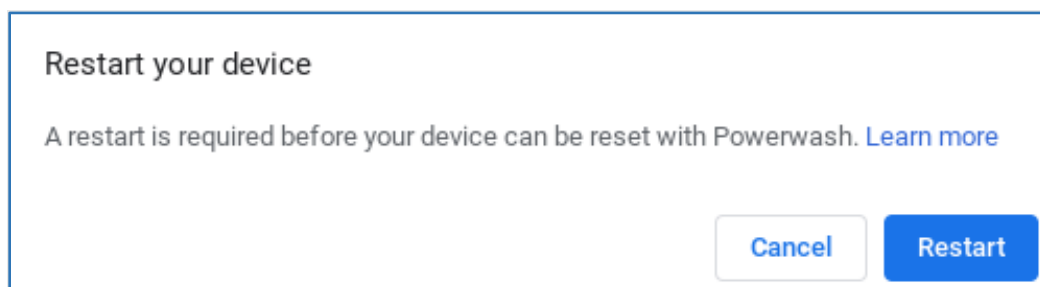 Restart your device
A restart is required before your device can be reset with Powerwash. Learn more
Cancel Restart